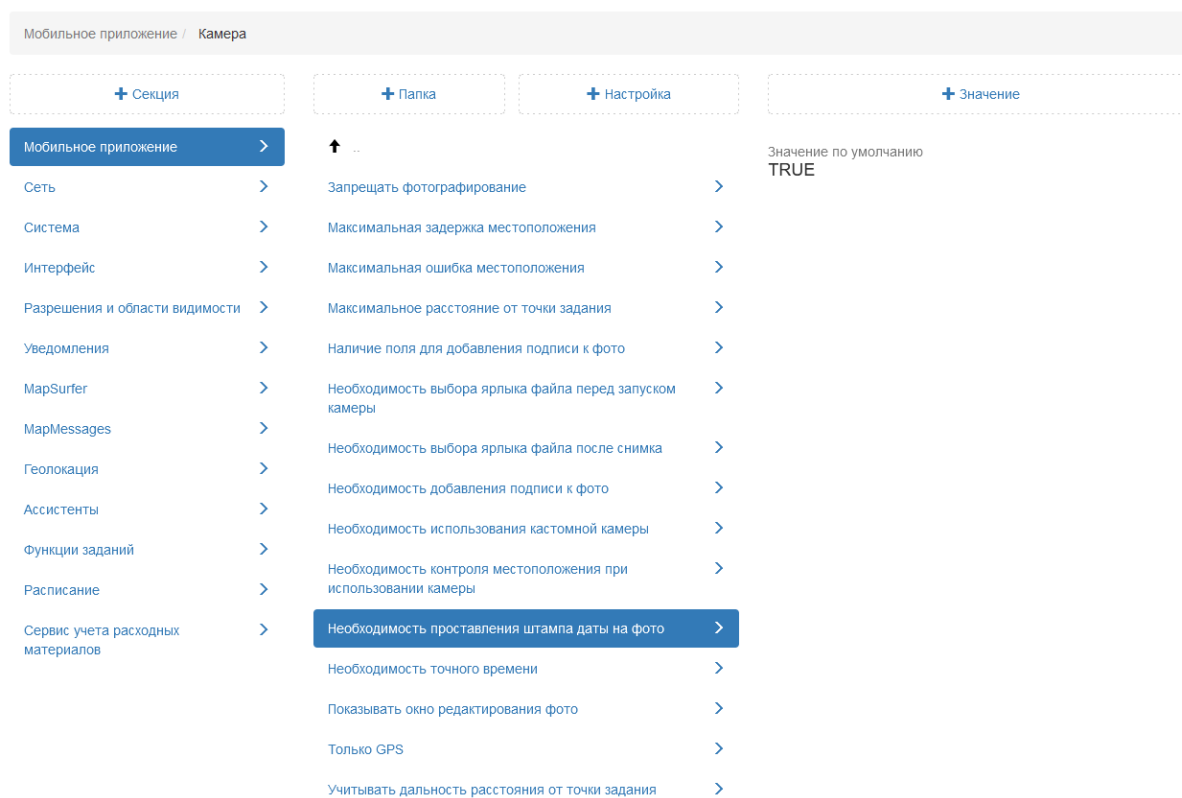 Мобильное приложение / Камера
+ Секция
+ Папка
+ Настройка
+ Значение
Мобильное приложение
Сеть
Система
Интерфейс
Разрешения и области видимости
Уведомления
MapSurfer
MapMessages
Геолокация
Ассистенты
Функции заданий
Расписание
Сервис учета расходных
материалов
..
Запрещать фотографирование
Максимальная задержка местоположения
Максимальная ошибка местоположения
Максимальное расстояние от точки задания
Наличие поля для добавления подписи к фото
Необходимость выбора ярлыка файла перед запуском
камеры
Необходимость выбора ярлыка файла после снимка
Необходимость добавления подписи к фото
Необходимость использования кастомной камеры
Необходимость контроля местоположения при
использовании камеры
Необходимость проставления штампа даты на фото
Необходимость точного времени
Показывать окно редактирования фото
Только GPS
Учитывать дальность расстояния от точки задания
Значение по умолчанию
TRUE